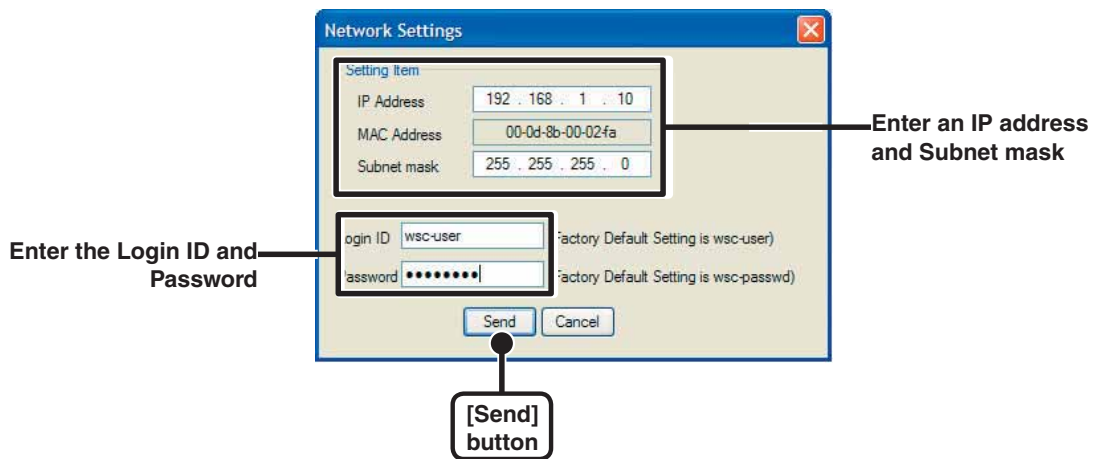 Network Settings
Setting Item
IP Address 192 . 168 . 1 . 10
MAC Address 00-0d-8b-00-02-fa
Subnet mask 255 . 255 . 255 . 0
Enter an IP address
and Subnet mask
Enter the Login ID and
Password
ogin ID wsc-user actory Default Setting is wsc-user)
assword ●●●●●●●● actory Default Setting is wsc-passwd)
Send Cancel
[Send]
button